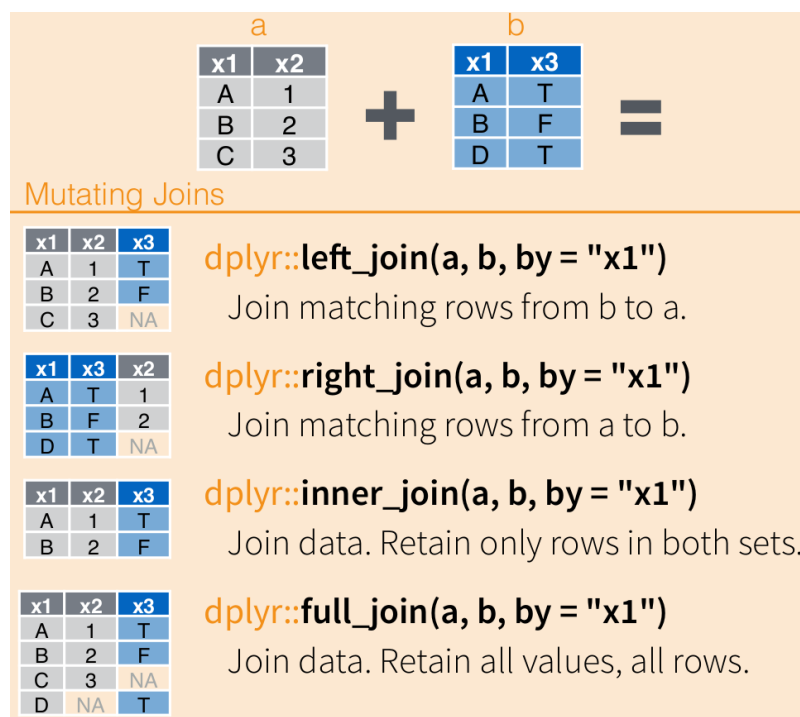 a b
x1 x2 x1 x3
A 1 A T
B 2 + B F =
C 3 D T
Mutating Joins
x1 x2 x3
A 1 T
B 2 F
C 3 NA
dplyr::left_join(a, b, by = "x1")
Join matching rows from b to a.
x1 x3 x2
A T 1
B F 2
D T NA
dplyr::right_join(a, b, by = "x1")
Join matching rows from a to b.
x1 x2 x3
A 1 T
B 2 F
dplyr::inner_join(a, b, by = "x1")
Join data. Retain only rows in both sets.
x1 x2 x3
A 1 T
B 2 F
C 3 NA
D NA T
dplyr::full_join(a, b, by = "x1")
Join data. Retain all values, all rows.